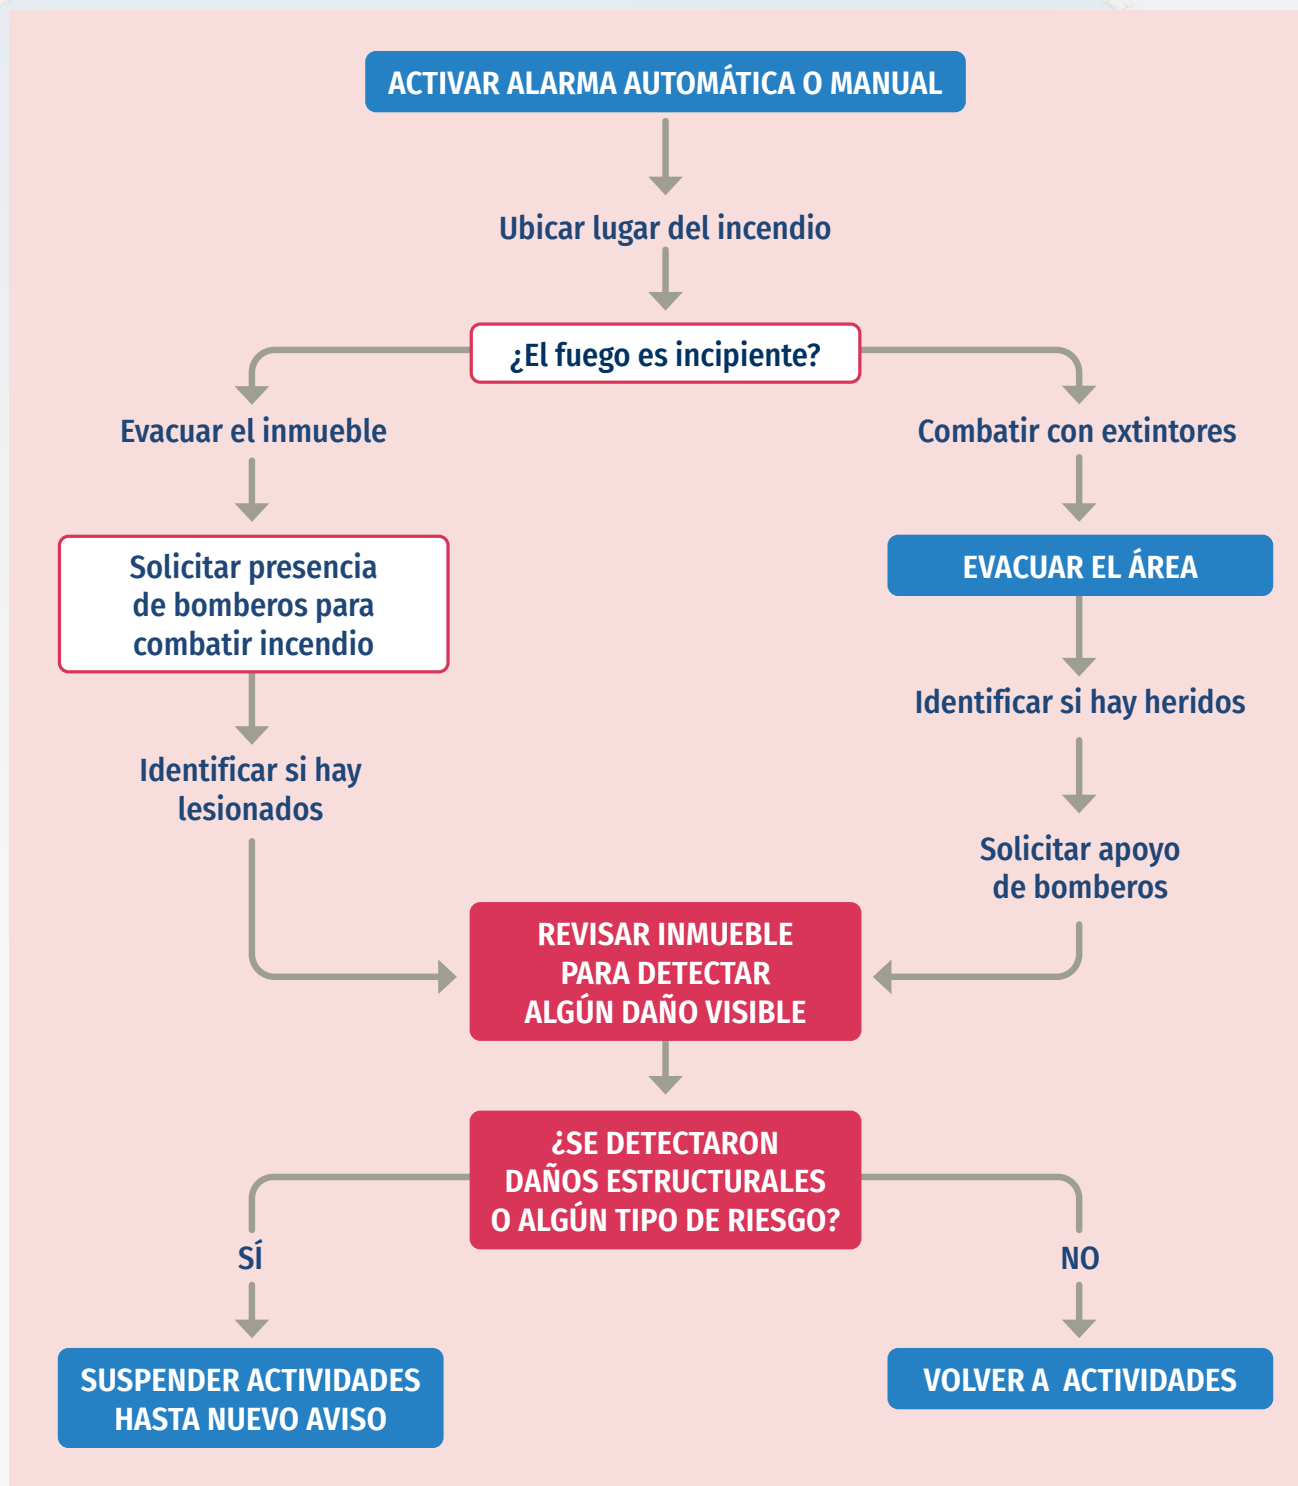 ACTIVAR ALARMA AUTOMÁTICA O MANUAL
Ubicar lugar del incendio
¿El fuego es incipiente?
Evacuar el inmueble
Combatir con extintores
Solicitar presencia
de bomberos para
combatir incendio
EVACUAR EL ÁREA
Identificar si hay heridos
Identificar si hay
lesionados
Solicitar apoyo
de bomberos
REVISAR INMUEBLE
PARA DETECTAR
ALGÚN DAÑO VISIBLE
¿SE DETECTARON
DAÑOS ESTRUCTURALES
O ALGÚN TIPO DE RIESGO?
SÍ
NO
SUSPENDER ACTIVIDADES
HASTA NUEVO AVISO
VOLVER A ACTIVIDADES